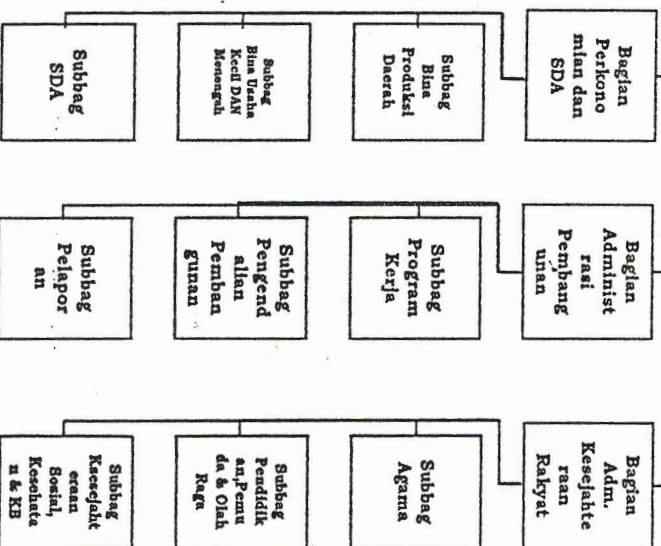 Bagian
Perkono
mian dan
SDA
Subbag
Bina
Produksi
Daerah
Subbag
Bina Usaha
Kecil DAN
Menengah
Subbag
SDA
Bagian
Administ
rasi
Pembang
unan
Subbag
Program
Kerja
Subbag
Pengend
alian
Pemban
gunan
Subbag
Pelapor
an
Bagian
Adm.
Kesejahte
raan
Rakyat
Subbag
Agama
Subbag
Pendidik
an,Pemu
da & Olah
Raga
Subbag
Ksesejaht
eraan
Sosial,
Kesehata
n & KB